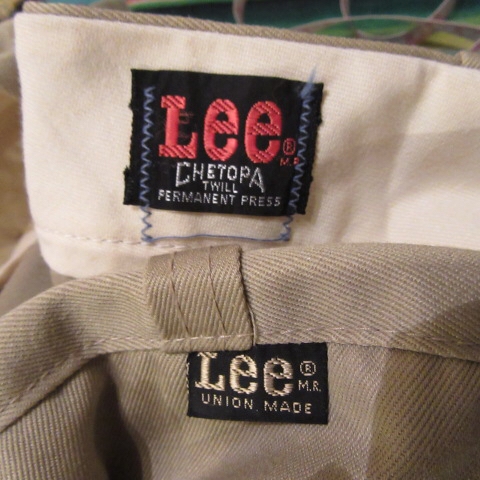 Lee® M.R.
CHETOPA
TWILL
PERMANENT PRESS
Lee® M.R.
UNION MADE